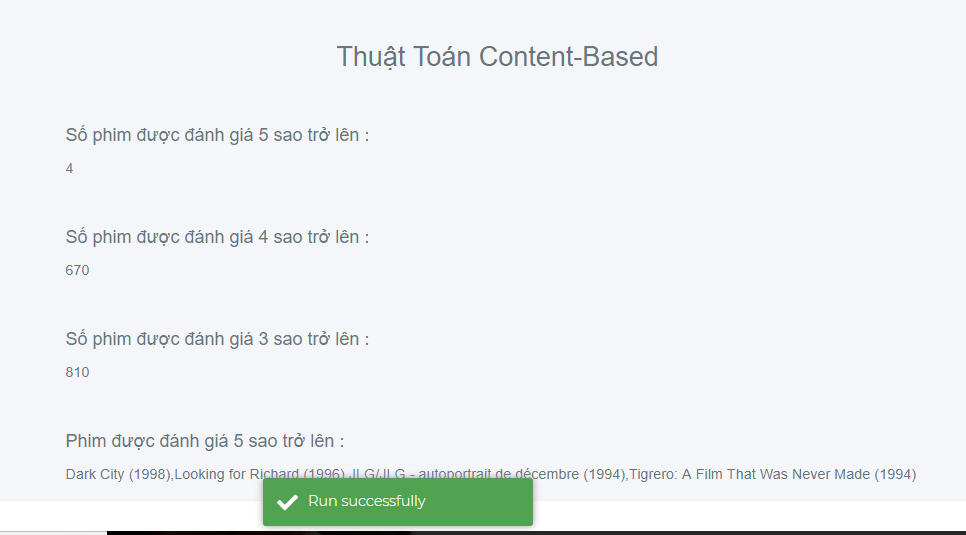 Thuật Toán Content-Based
Số phim được đánh giá 5 sao trở lên :
4
Số phim được đánh giá 4 sao trở lên :
670
Số phim được đánh giá 3 sao trở lên :
810
Phim được đánh giá 5 sao trở lên :
Dark City (1998),Looking for Richard (1996),JLG/JLG - autoportrait de décembre (1994),Tigrero: A Film That Was Never Made (1994)
Run successfully